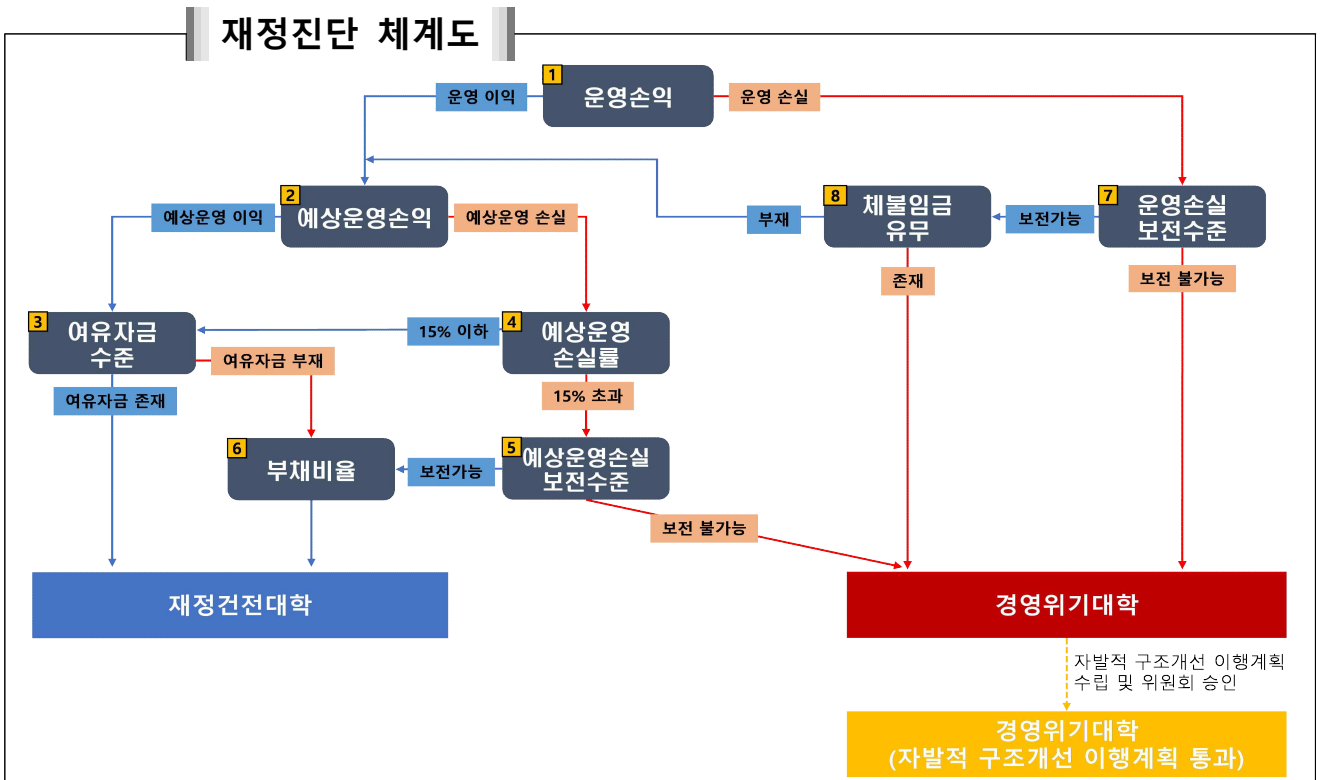 재정진단 체계도
1
운영 이익
운영손익
운영 손실
2
예상운영 이익
예상운영손익
예상운영 손실
부재
8
체불임금
유무
보전가능
7
운영손실
보전수준
존재
보전 불가능
3
여유자금
수준
15% 이하
4
예상운영
손실률
여유자금 부재
여유자금 존재
15% 초과
6
부채비율
보전가능
5
예상운영손실
보전수준
보전 불가능
재정건전대학
경영위기대학
자발적 구조개선 이행계획
수립 및 위원회 승인
경영위기대학
(자발적 구조개선 이행계획 통과)